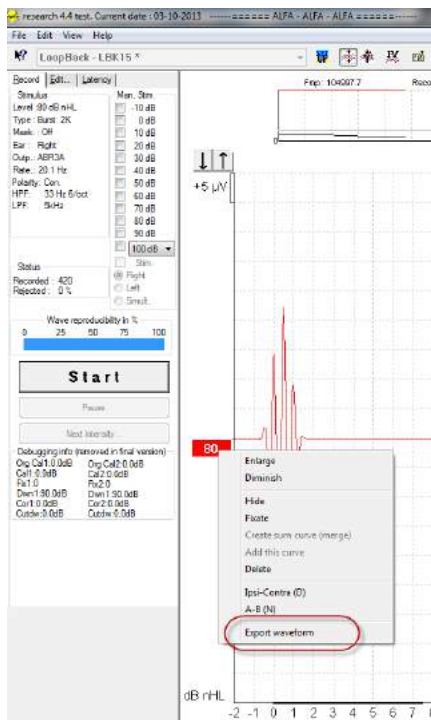 research 4.4 test. Current date : 03-10-2013 ------====== ALFA - ALFA - ALFA ======------
File Edit View Help
LoopBack - LBK15 *
Record Edit... Latency
Stimulus
Level :80 dB nHL
Type : Burst 2K
Mask: : Off
Ear : Right
Outp.: ABR3A
Rate.: 20.1 Hz
Polarity: Con.
HPF: 33 Hz 6/oct
LPF: 5kHz
Man. Stim
-10 dB
0 dB
10 dB
20 dB
30 dB
40 dB
50 dB
60 dB
70 dB
80 dB
90 dB
100 dB
Stim.
Right
Left
Simult.
Status
Recorded : 420
Rejected : 0 %
Wave reproducibility in %
0 25 50 75 100
Start
Pause
Next Intensity
Debugging info (removed in final version)
Org Cal1:0.0dB Org Cal2:0.0dB
Cal1:0.0dB Cal2:0.0dB
Fix1:0 Fix2:0
Dwn1:90.0dB Dwn1:90.0dB
Cor1:0.0dB Cor2:0.0dB
Cutdw:0.0dB Cutdw:0.0dB
Fmp: 104997.7 Reco
0
+5 µV
80
Enlarge
Diminish
Hide
Fixate
Create sum curve (merge)
Add this curve
Delete
Ipsi-Contra (D)
A-B (N)
Export waveform
dB nHL
-2 -1 0 1 2 3 4 5 6 7